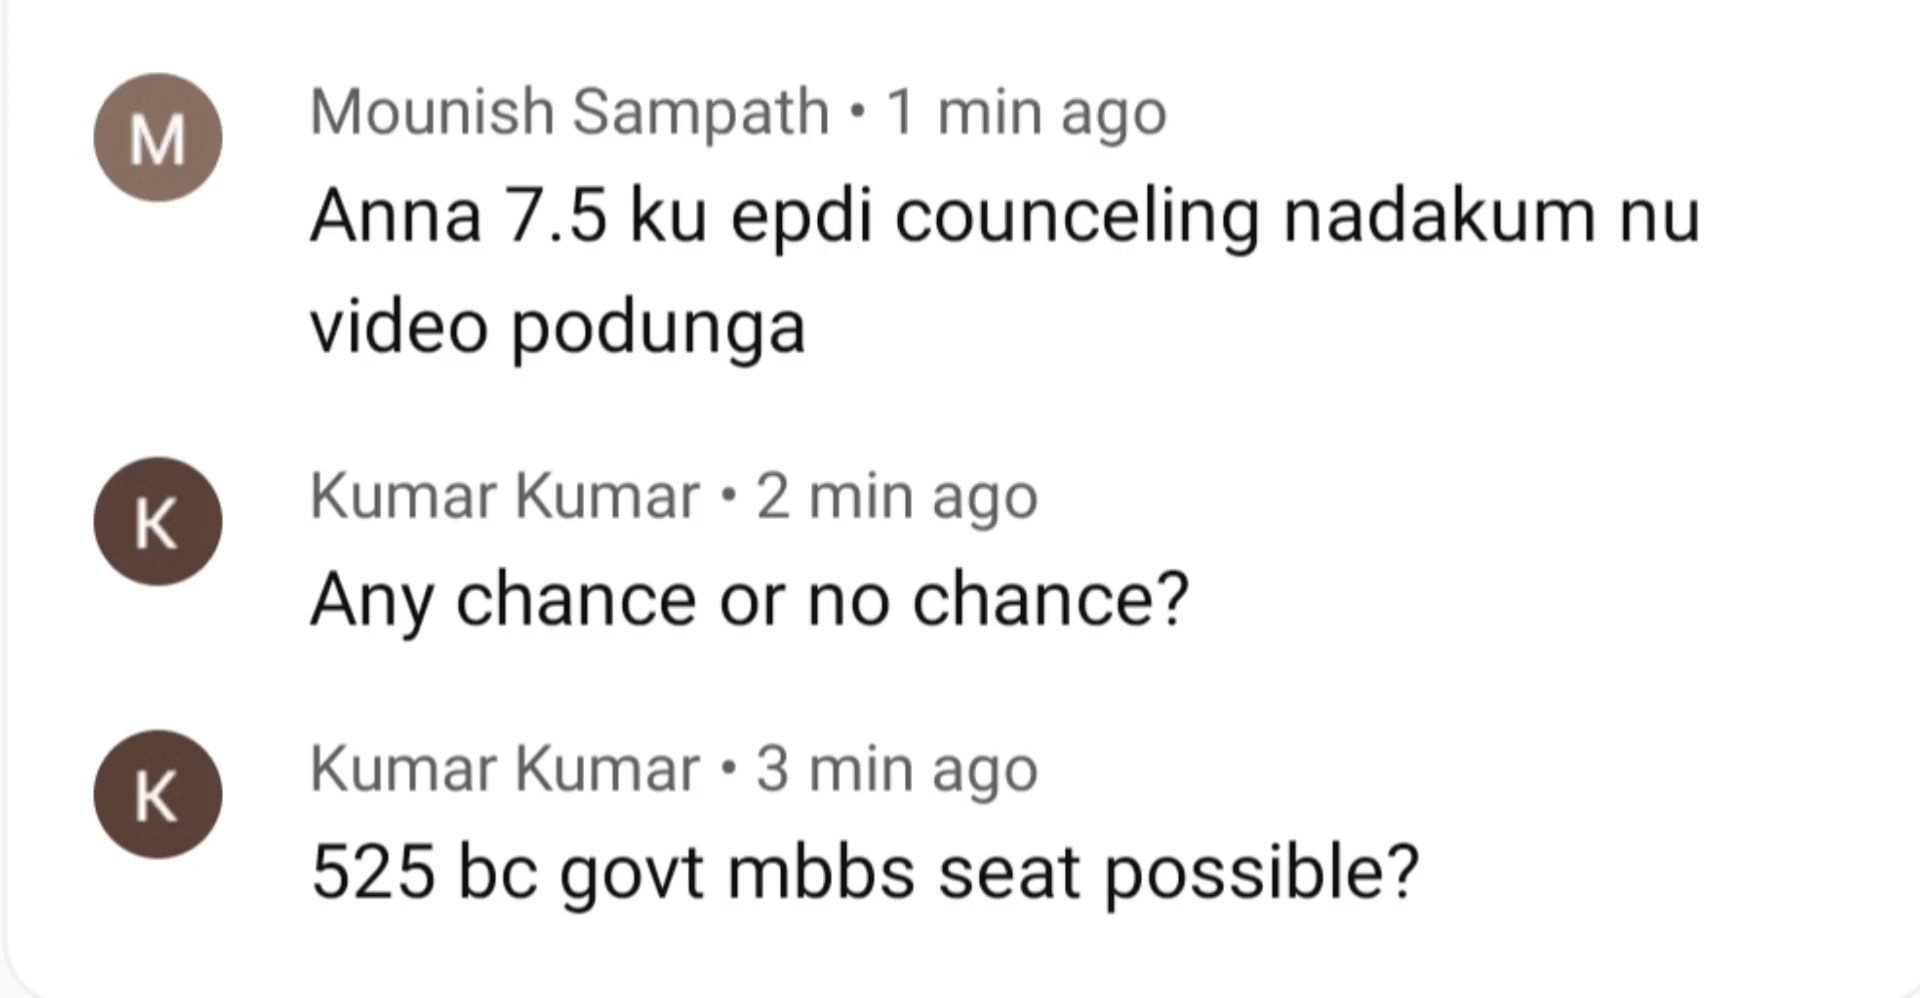 M
Mounish Sampath • 1 min ago
Anna 7.5 ku epdi counceling nadakum nu
video podunga
K
Kumar Kumar • 2 min ago
Any chance or no chance?
K
Kumar Kumar • 3 min ago
525 bc govt mbbs seat possible?